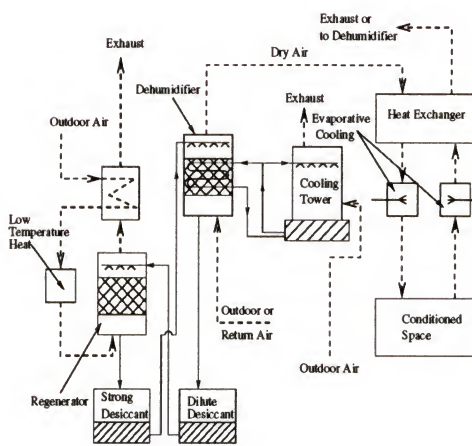 Exhaust or
to Dehumidifier
Exhaust
Dry Air
Dehumidifier
Heat Exchanger
Outdoor Air
Exhaust
Evaporative
Cooling
Cooling
Tower
Low
Temperature
Heat
Conditioned
Space
Outdoor or
Return Air
Outdoor Air
Regenerator
Strong
Desiccant
Dilute
Desiccant